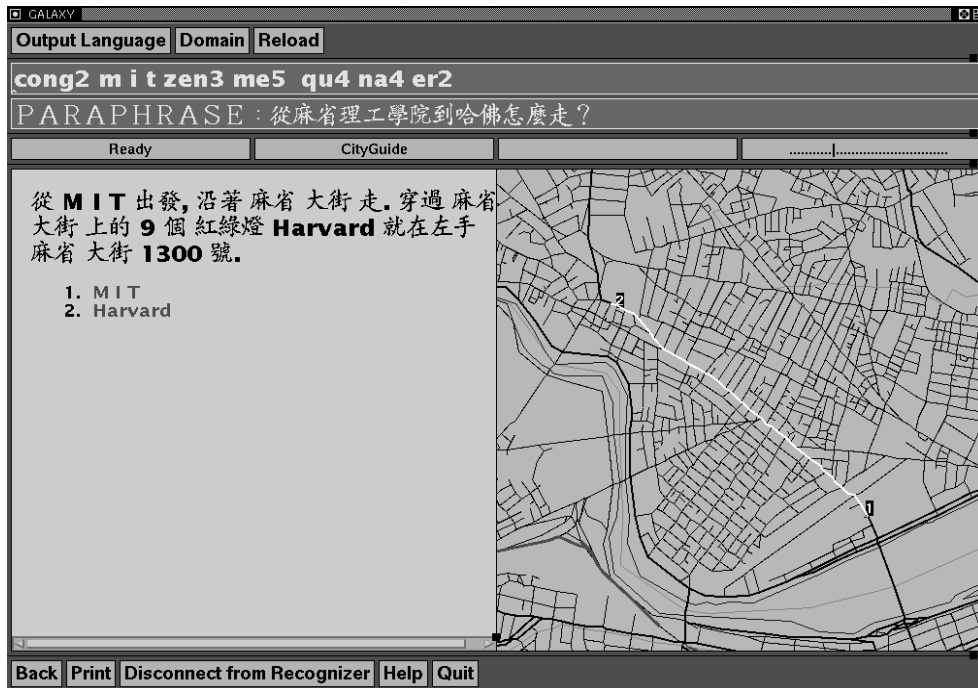 GALAXY
Output Language Domain Reload
cong2 m i t zen3 me5 qu4 na4 er2
PARAPHRASE : 從麻省理工學院到哈佛怎麼走？
Ready CityGuide ...........|............................
從 M I T 出發, 沿著 麻省 大街 走. 穿過 麻省
大街 上的 9 個 紅綠燈 Harvard 就在左手
麻省 大街 1300 號.
1. M I T
2. Harvard
2
1
Back Print Disconnect from Recognizer Help Quit